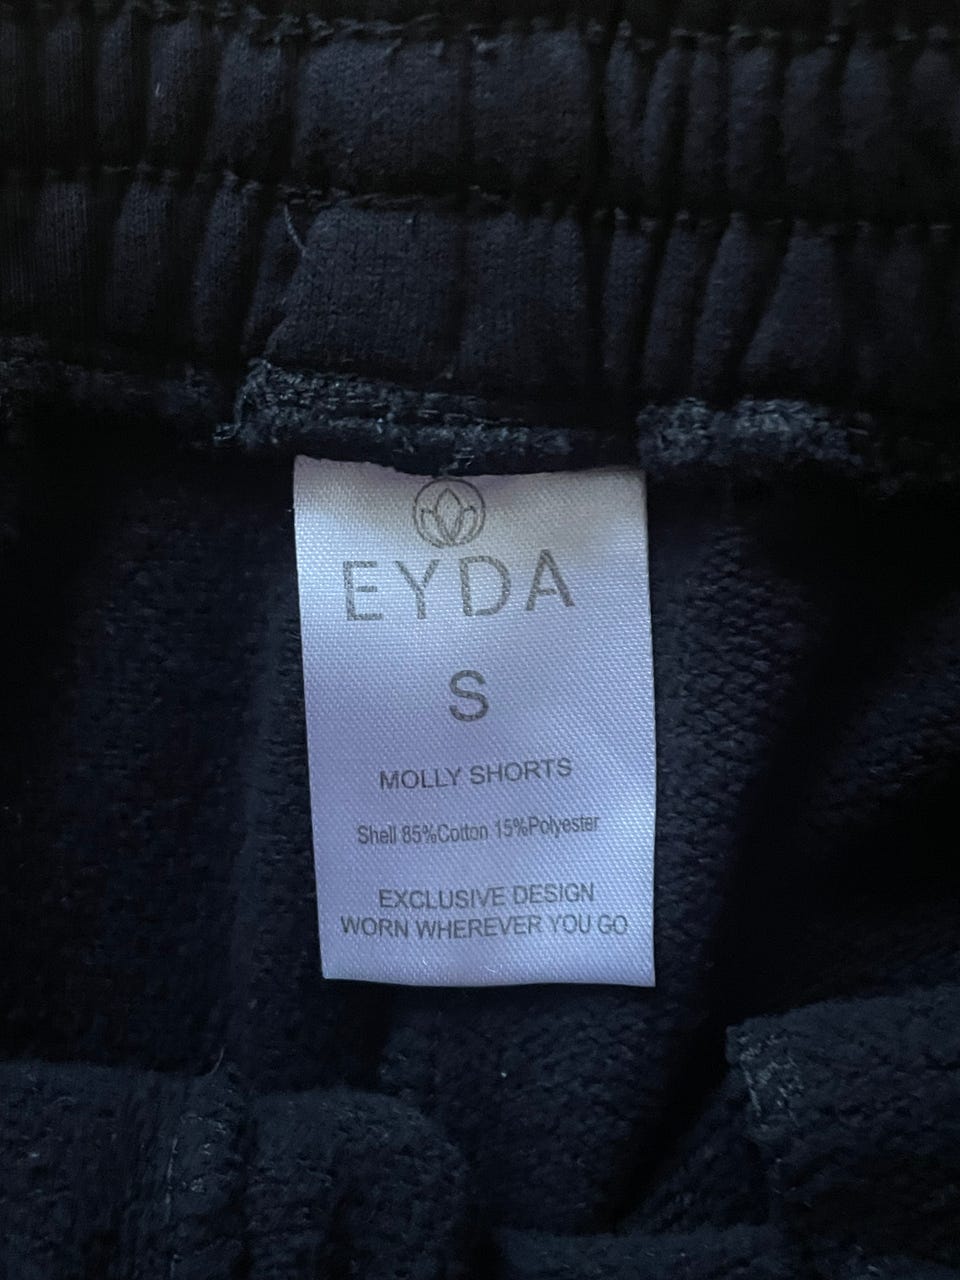 EYDA
S
MOLLY SHORTS
Shell 85%Cotton 15%Polyester
EXCLUSIVE DESIGN
WORN WHEREVER YOU GO